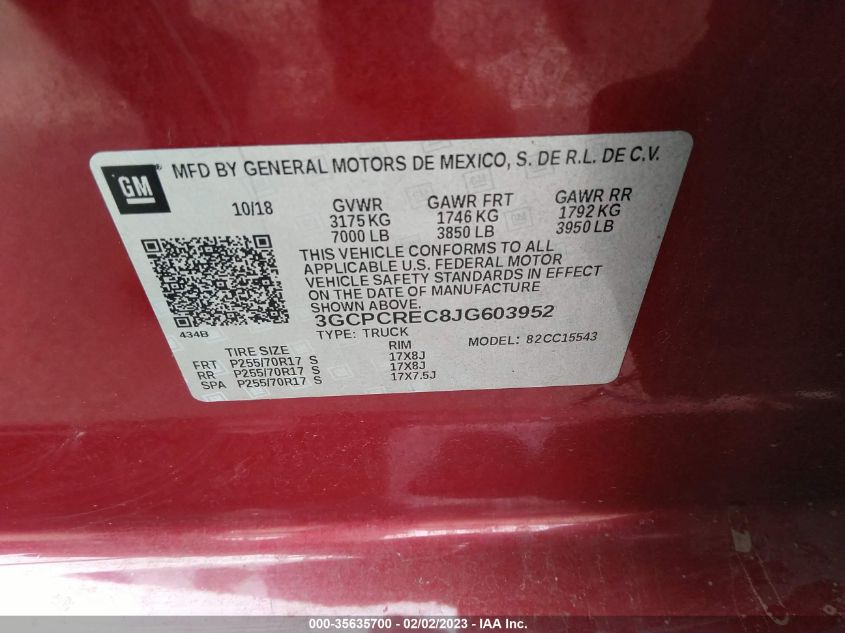 GM
®
MFD BY GENERAL MOTORS DE MEXICO, S. DE R.L. DE C.V.
10/18 GVWR GAWR FRT GAWR RR
3175 KG 1746 KG 1792 KG
7000 LB 3850 LB 3950 LB
THIS VEHICLE CONFORMS TO ALL
APPLICABLE U.S. FEDERAL MOTOR
VEHICLE SAFETY STANDARDS IN EFFECT
ON THE DATE OF MANUFACTURE
3GCPCREC8JG603952
434B TYPE: TRUCK MODEL: 82CC15543
TIRE SIZE RIM
FRT P255/70R17 S 17X8J
RR P255/70R17 S 17X8J
SPA P255/70R17 S 17X7.5J
000-35635700 - 02/02/2023 - IAA Inc.